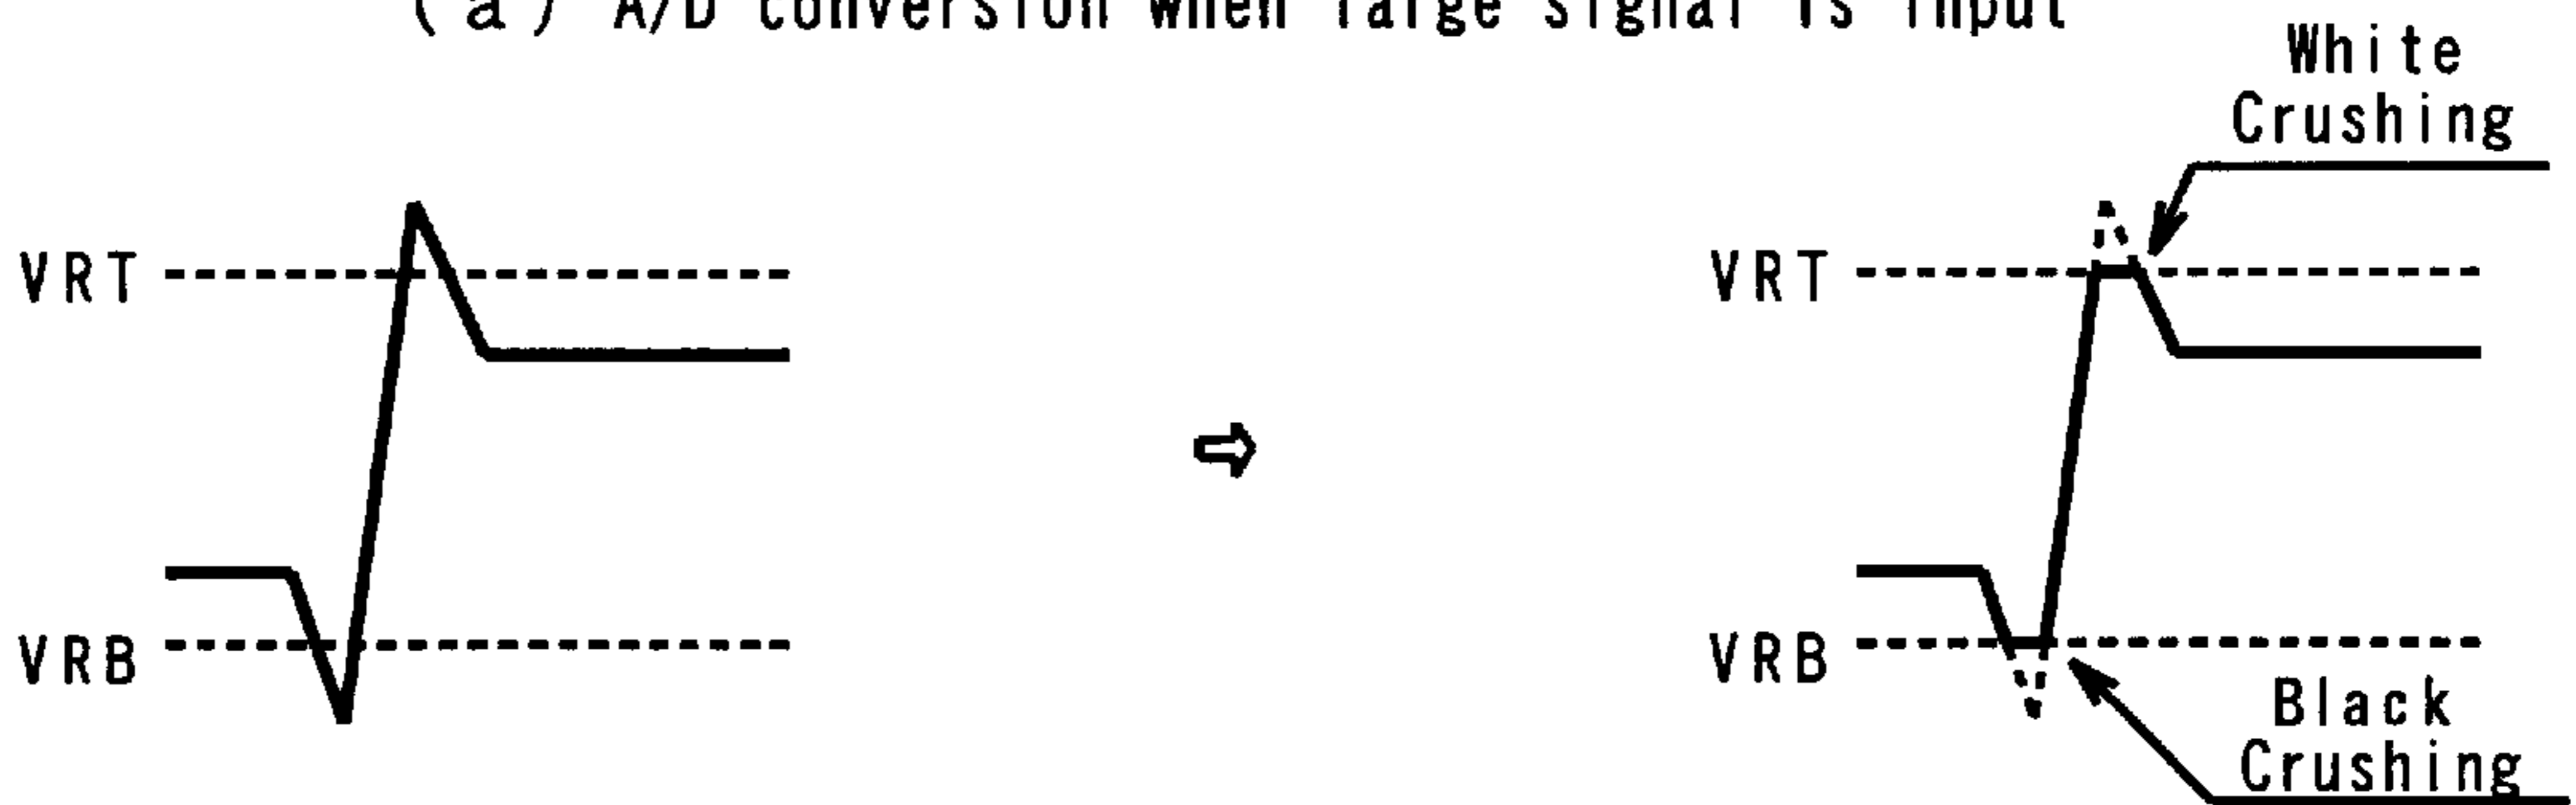 (a) A/D conversion when large signal is input
White
Crushing
VRT
VRT
VRB
VRB
Black
Crushing